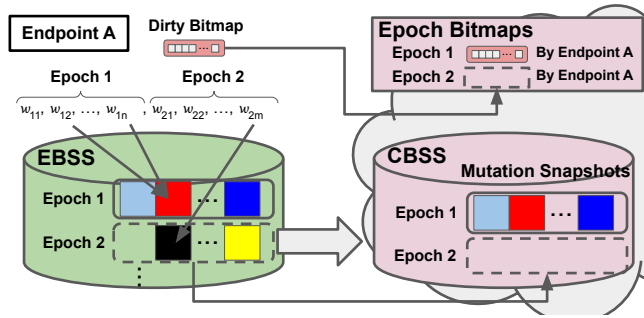 Endpoint A
Dirty Bitmap
...
Epoch Bitmaps
Epoch 1 ... By Endpoint A
Epoch 2 By Endpoint A
Epoch 1 Epoch 2
w11, w12, ..., w1n , w21, w22, ..., w2m
EBSS
Epoch 1 ...
Epoch 2 ...
⋮
CBSS
Mutation Snapshots
Epoch 1 ...
Epoch 2